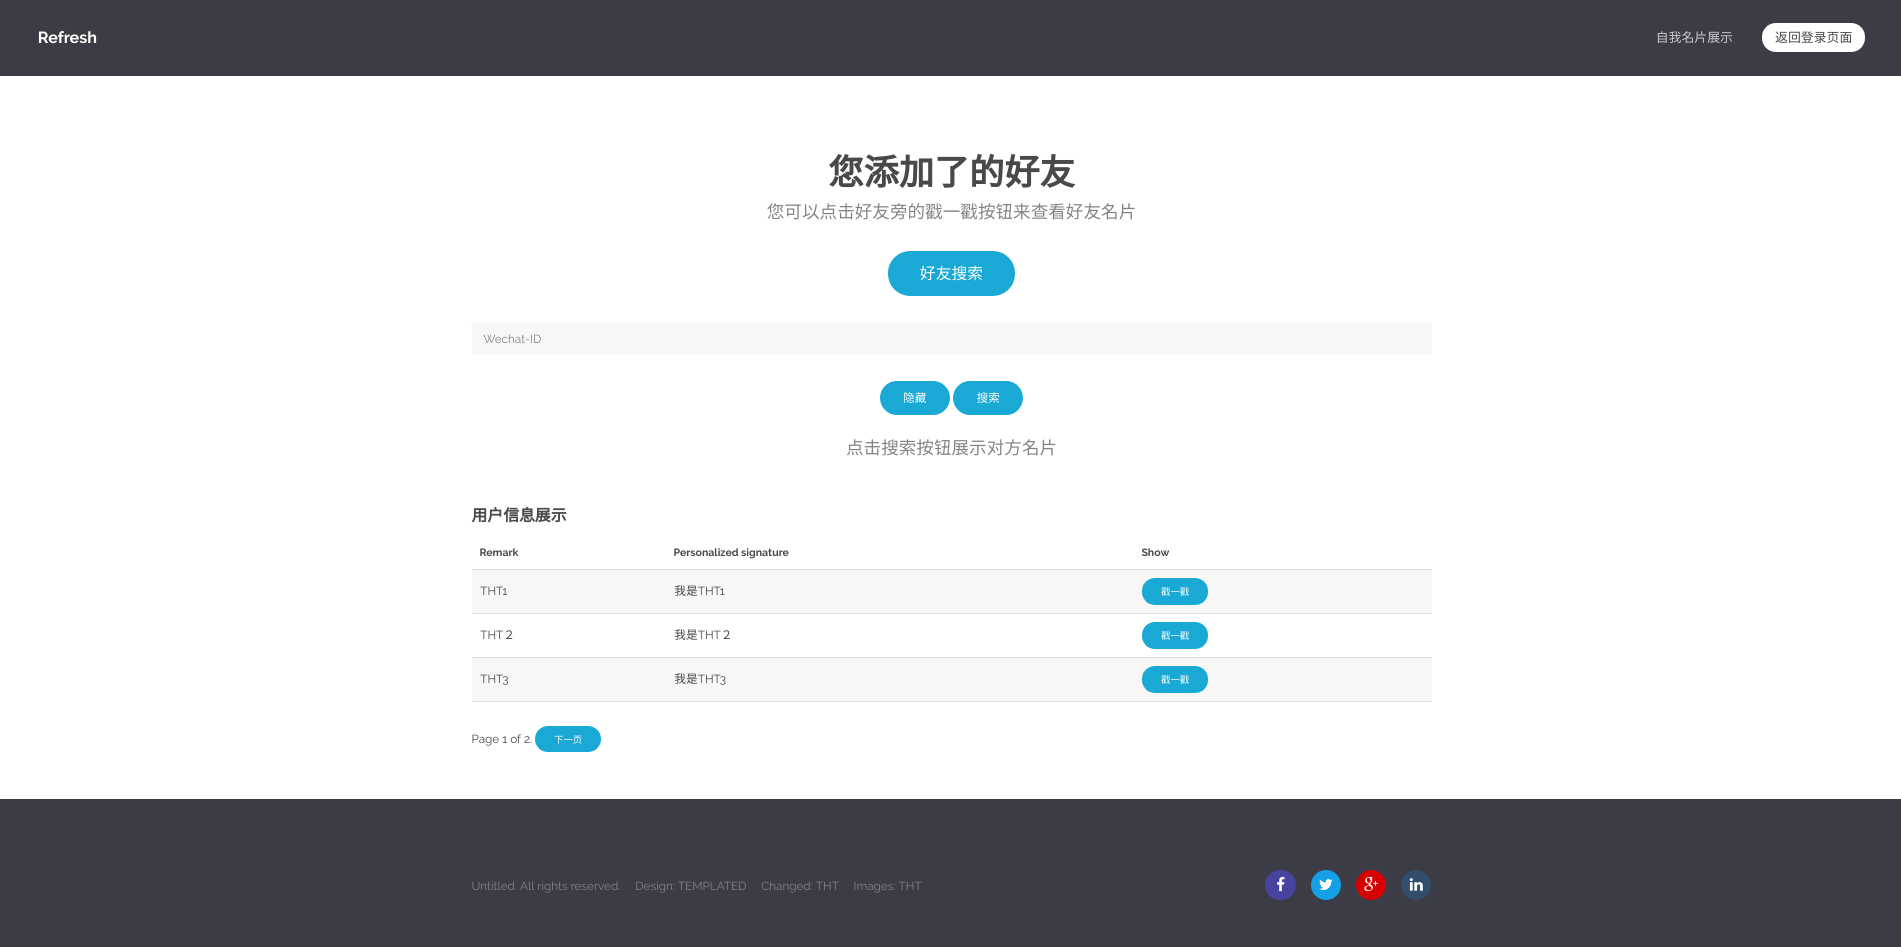 Refresh
自我名片展示
返回登录页面
您添加了的好友
您可以点击好友旁的戳一戳按钮来查看好友名片
好友搜索
Wechat-ID
隐藏 搜索
点击搜索按钮展示对方名片
用户信息展示
Remark Personalized signature Show
THT1 我是THT1 戳一戳
THT 2 我是THT 2 戳一戳
THT3 我是THT3 戳一戳
Page 1 of 2. 下一页
Untitled. All rights reserved. Design: TEMPLATED Changed: THT Images: THT